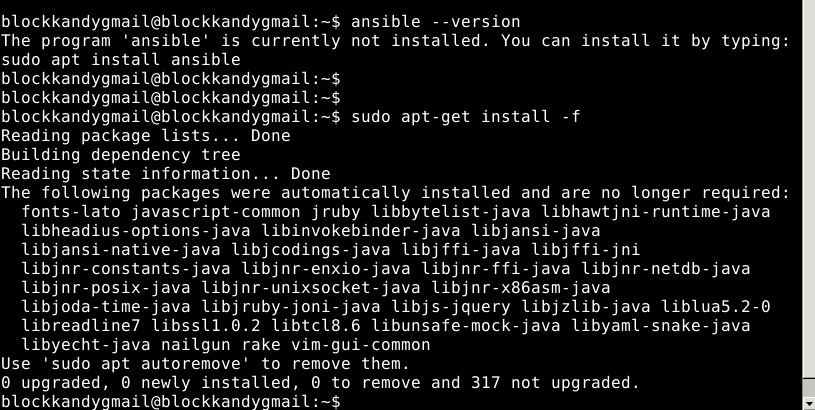 blockkandygmail@blockkandygmail:~$ ansible --version
The program 'ansible' is currently not installed. You can install it by typing:
sudo apt install ansible
blockkandygmail@blockkandygmail:~$
blockkandygmail@blockkandygmail:~$
blockkandygmail@blockkandygmail:~$ sudo apt-get install -f
Reading package lists... Done
Building dependency tree
Reading state information... Done
The following packages were automatically installed and are no longer required:
  fonts-lato javascript-common jruby libbytelist-java libhawtjni-runtime-java
  libheadius-options-java libinvokebinder-java libjansi-java
  libjansi-native-java libjcodings-java libjffi-java libjffi-jni
  libjnr-constants-java libjnr-enxio-java libjnr-ffi-java libjnr-netdb-java
  libjnr-posix-java libjnr-unixsocket-java libjnr-x86asm-java
  libjoda-time-java libjruby-joni-java libjs-jquery libjzlib-java liblua5.2-0
  libreadline7 libssl1.0.2 libtcl8.6 libunsafe-mock-java libyaml-snake-java
  libyecht-java nailgun rake vim-gui-common
Use 'sudo apt autoremove' to remove them.
0 upgraded, 0 newly installed, 0 to remove and 317 not upgraded.
blockkandygmail@blockkandygmail:~$